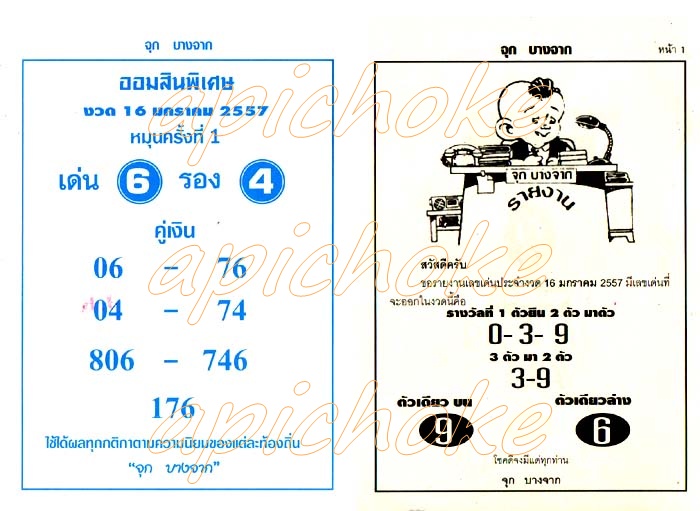 จุก บางจาก
ออมสินพิเศษ
งวด 16 มกราคม 2557
หมุนครั้งที่ 1
เด่น 6 รอง 4
คู่เงิน
06 - 76
04 - 74
806 - 746
176
ใช้ได้ผลทุกกติกาตามความนิยมของแต่ละท้องถิ่น
"จุก บางจาก"
จุก บางจาก หน้า 1
จุก บางจาก
รายงาน
สวัสดีครับ
ขอรายงานเลขเด่นประจำงวด 16 มกราคม 2557 มีเลขเด่นที่
จะออกในงวดนี้คือ
รางวัลที่ 1 ตัวยืน 2 ตัว มาตัว
0-3-9
3 ตัว มา 2 ตัว
3-9
ตัวเดียว บน ตัวเดียวล่าง
9 6
โชคดีจงมีแด่ทุกท่าน
จุก บางจาก
apichoke
apichoke
apichoke
apichoke